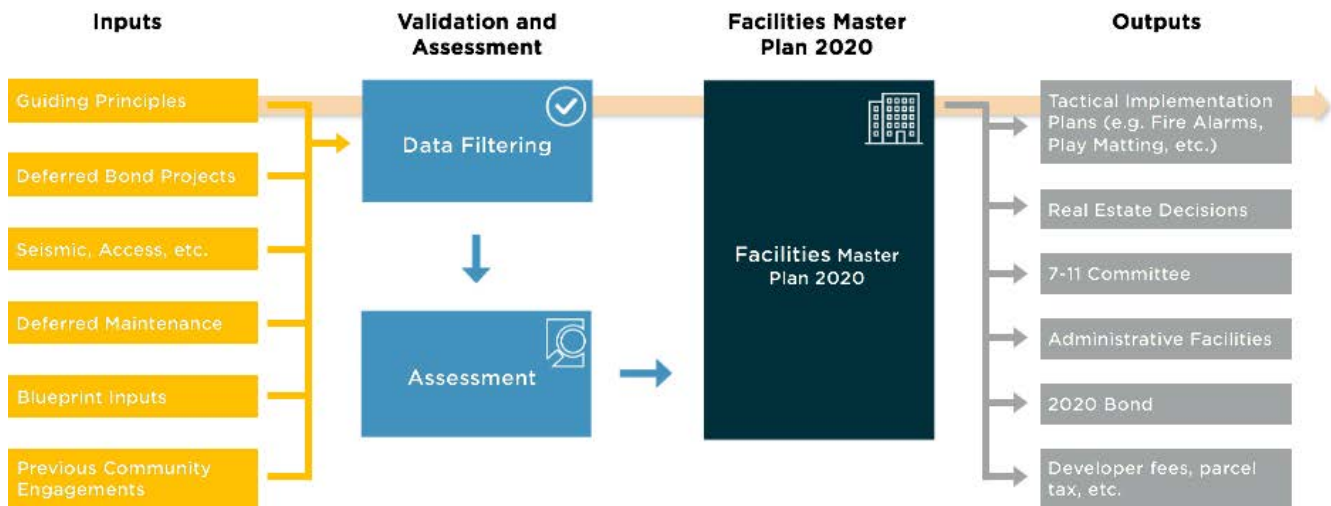 Inputs
Validation and
Assessment
Facilities Master
Plan 2020
Outputs
Guiding Principles
Deferred Bond Projects
Seismic, Access, etc.
Deferred Maintenance
Blueprint Inputs
Previous Community
Engagements
Data Filtering
Assessment
Facilities Master
Plan 2020
Tactical Implementation
Plans (e.g. Fire Alarms,
Play Matting, etc.)
Real Estate Decisions
7-11 Committee
Administrative Facilities
2020 Bond
Developer fees, parcel
tax, etc.